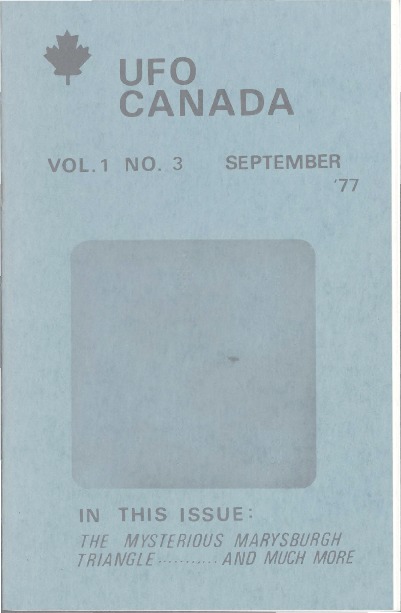 UFO
CANADA
VOL.1 NO. 3 SEPTEMBER
'77
IN THIS ISSUE:
THE MYSTERIOUS MARYSBURGH
TRIANGLE........... AND MUCH MORE